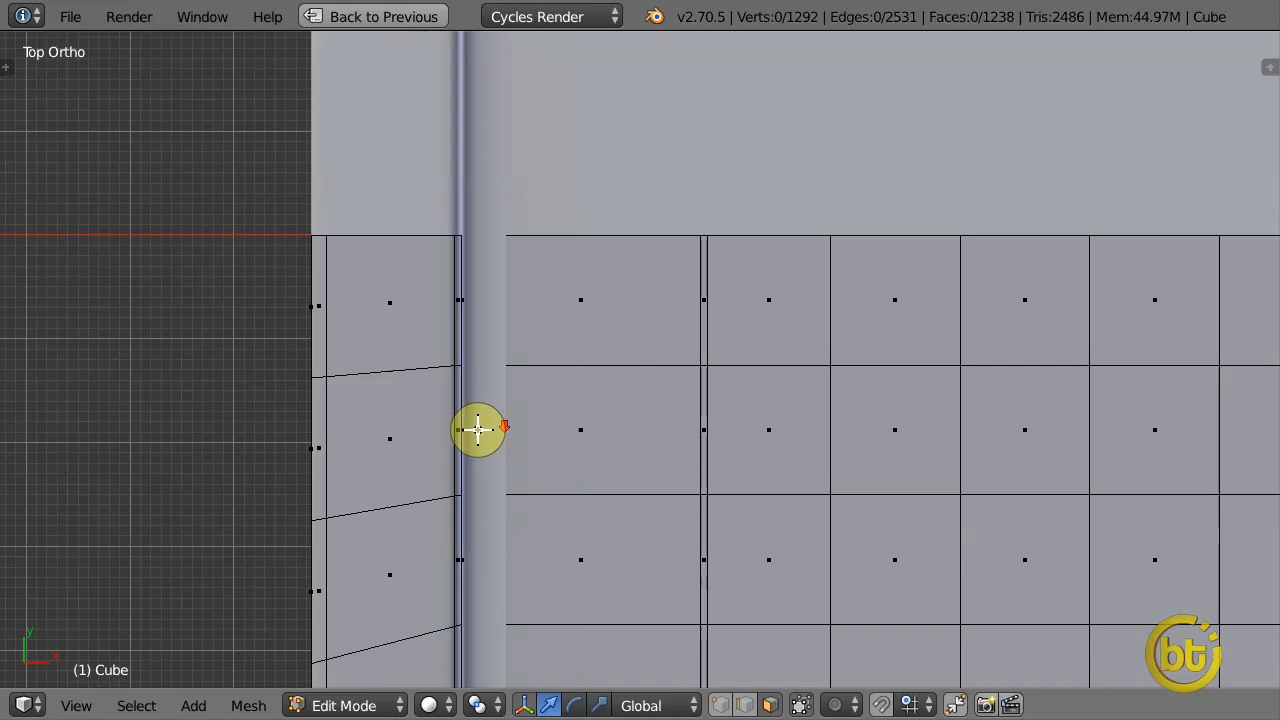 File Render Window Help Back to Previous Cycles Render v2.70.5 | Verts:0/1292 | Edges:0/2531 | Faces:0/1238 | Tris:2486 | Mem:44.97M | Cube
Top Ortho
y
x
(1) Cube
bt
View Select Add Mesh Edit Mode Global